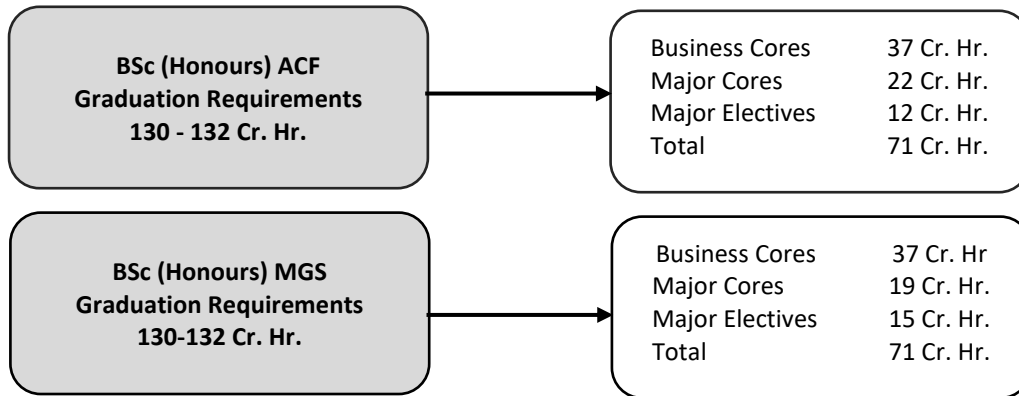 BSc (Honours) ACF
Graduation Requirements
130 - 132 Cr. Hr.
Business Cores 37 Cr. Hr.
Major Cores 22 Cr. Hr.
Major Electives 12 Cr. Hr.
Total 71 Cr. Hr.
BSc (Honours) MGS
Graduation Requirements
130-132 Cr. Hr.
Business Cores 37 Cr. Hr
Major Cores 19 Cr. Hr.
Major Electives 15 Cr. Hr.
Total 71 Cr. Hr.